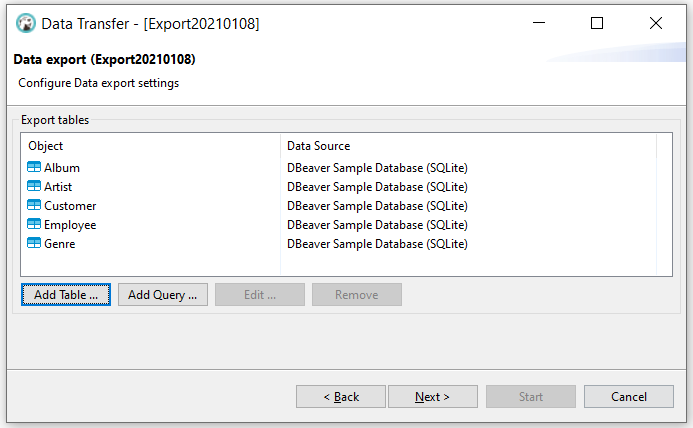 Data Transfer - [Export20210108]
Data export (Export20210108)
Configure Data export settings
Export tables
Object Data Source
Album DBeaver Sample Database (SQLite)
Artist DBeaver Sample Database (SQLite)
Customer DBeaver Sample Database (SQLite)
Employee DBeaver Sample Database (SQLite)
Genre DBeaver Sample Database (SQLite)
Add Table ... Add Query ... Edit ... Remove
< Back Next > Start Cancel